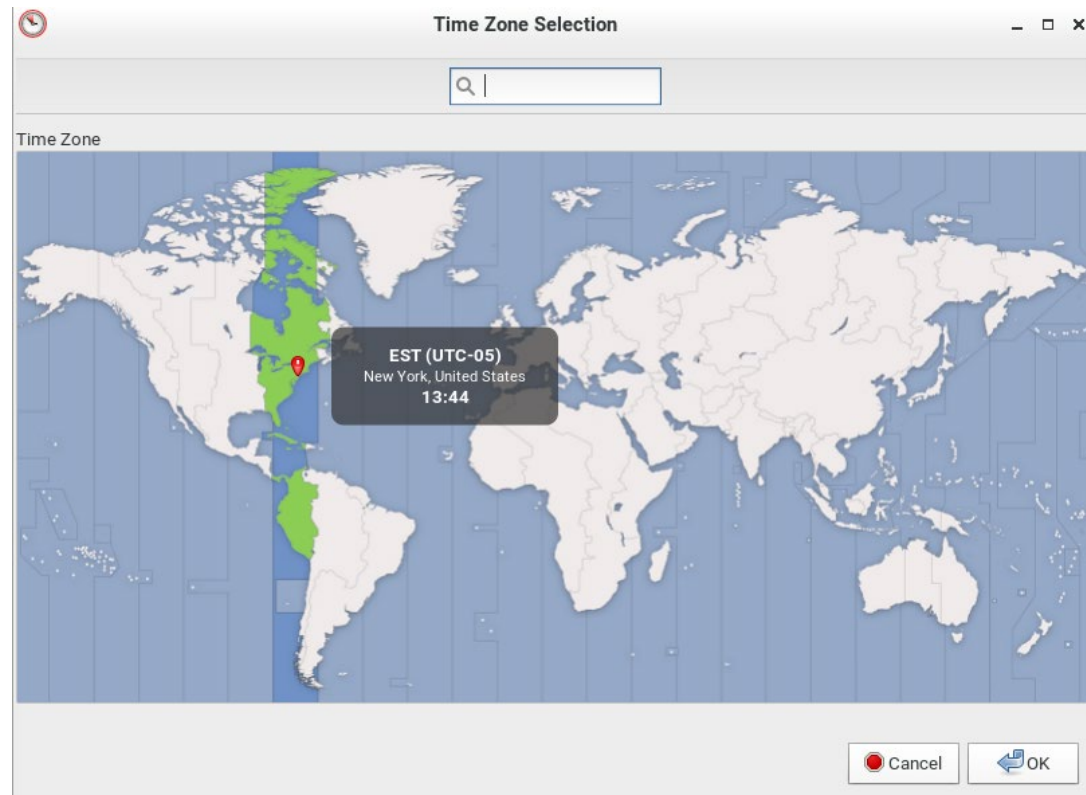 Time Zone Selection
Time Zone
EST (UTC-05)
New York, United States
13:44
Cancel
OK